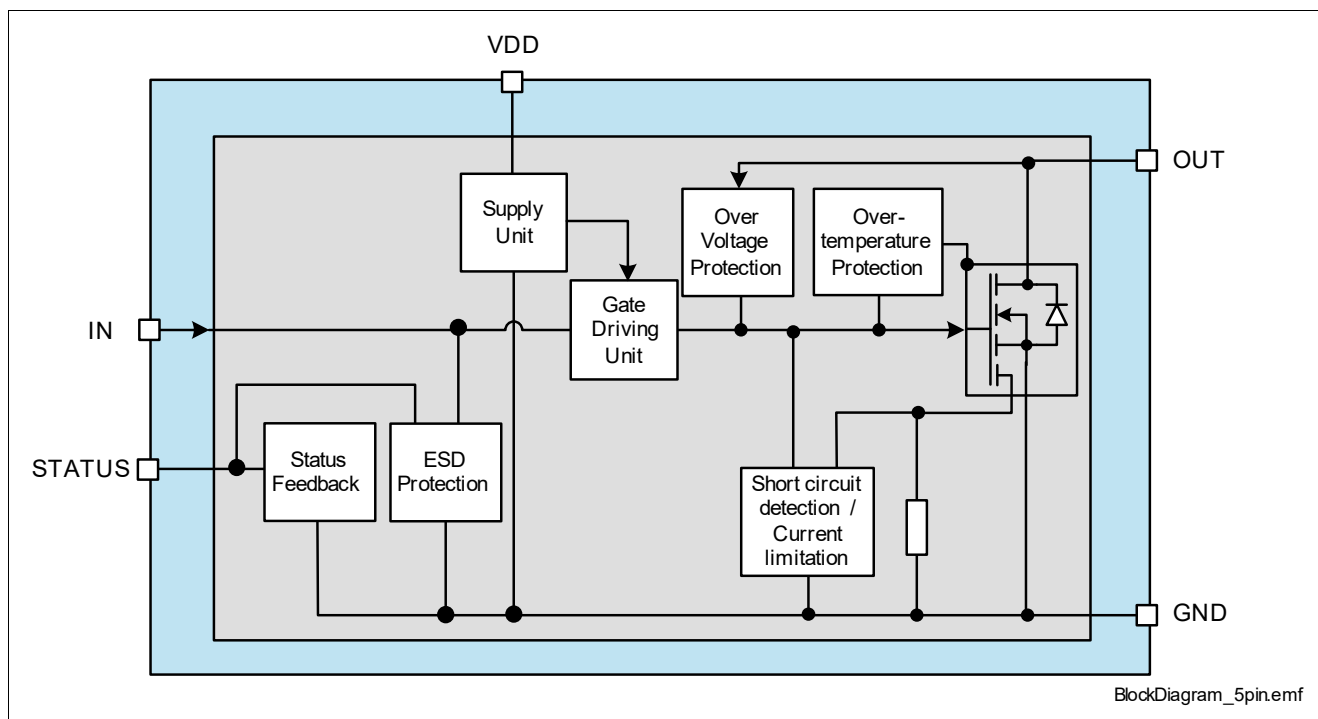 VDD
OUT
Supply
Unit
Over
Voltage
Protection
Over-
temperature
Protection
Gate
Driving
Unit
IN
STATUS
Status
Feedback
ESD
Protection
Short circuit
detection /
Current
limitation
GND
BlockDiagram_5pin.emf